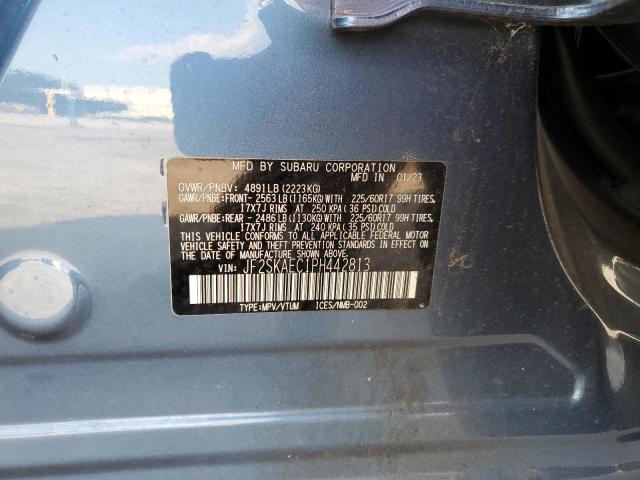 MFD BY SUBARU CORPORATION
GVWR/PNBV: 4891LB(2223KG) 01/23
GAWR/PNBE:FRONT- 2563LB(1165KG)WITH 225/60R17 99H TIRES,
17X7J RIMS AT 250 KPA(36 PSI)COLD
GAWR/PNBE:REAR - 2486LB(1130KG)WITH 225/60R17 99H TIRES,
17X7J RIMS AT 240 KPA(35 PSI)COLD
THIS VEHICLE CONFORMS TO ALL APPLICABLE FEDERAL MOTOR
VEHICLE SAFETY AND THEFT PREVENTION STANDARDS IN EFFECT
ON THE DATE OF MANUFACTURE SHOWN ABOVE.
VIN: JF2SKAEC1PH442813
TYPE:MPV/VTUM ICES/NMB-002